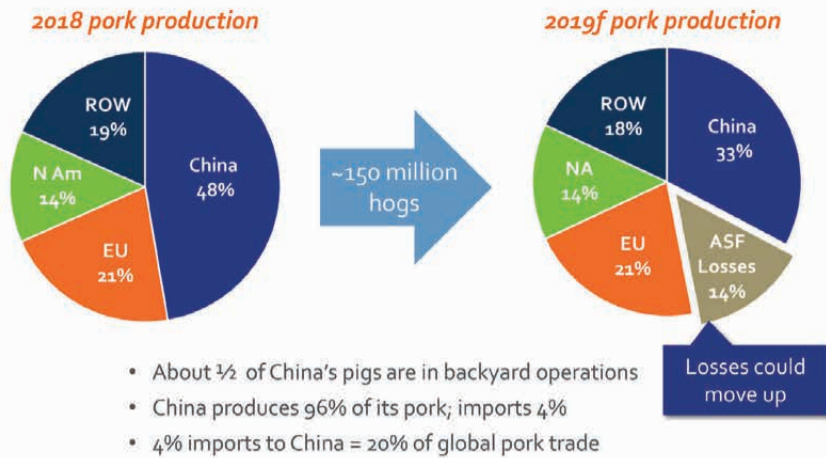 2018 pork production
ROW
19%
China
48%
N Am
14%
EU
21%
~150 million
hogs
2019f pork production
ROW
18%
China
33%
NA
14%
EU
21%
ASF
Losses
14%
Losses could
move up
• About ½ of China's pigs are in backyard operations
• China produces 96% of its pork; imports 4%
• 4% imports to China = 20% of global pork trade